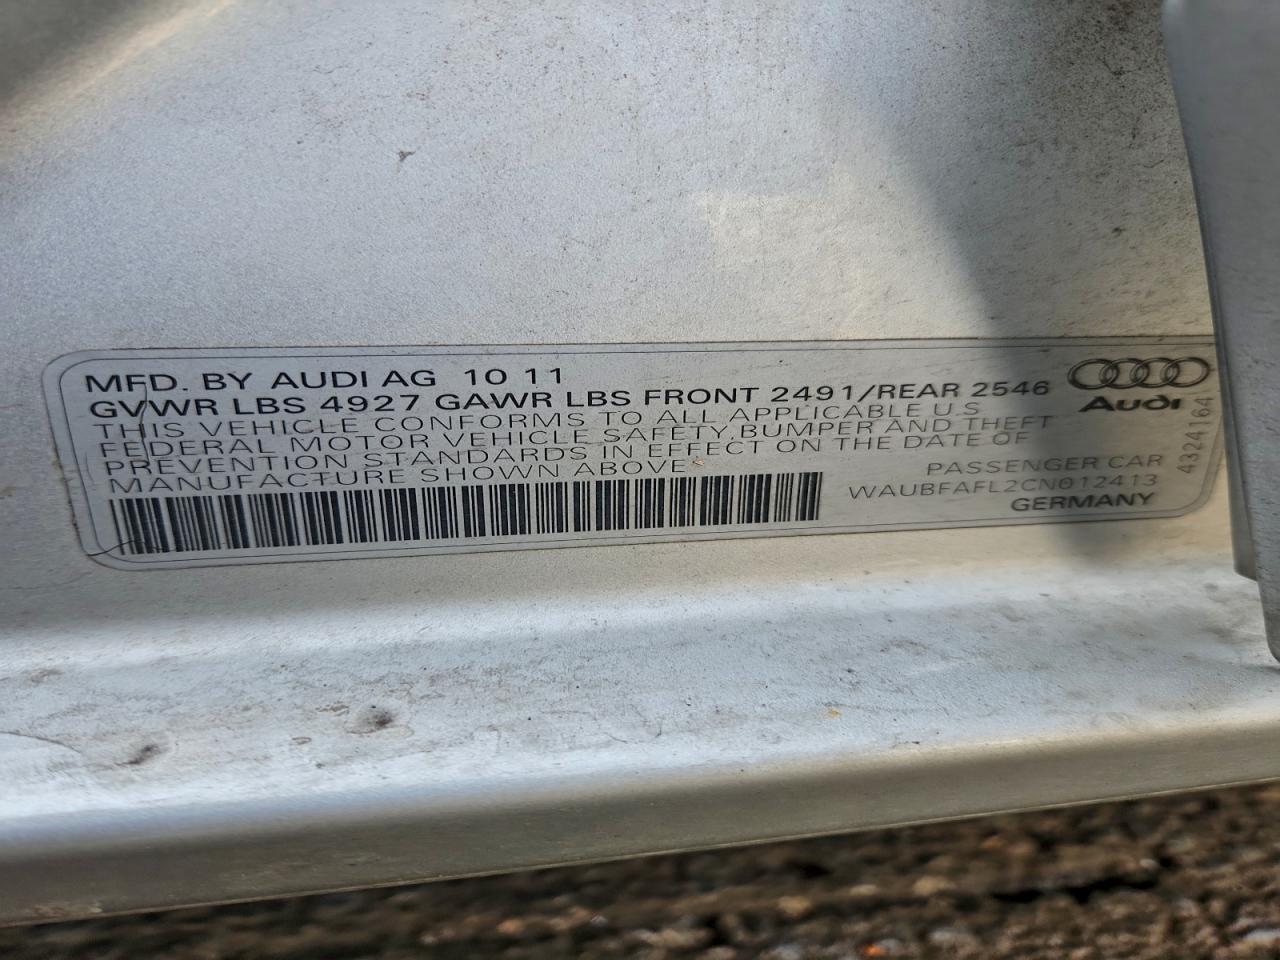 MFD. BY AUDI AG 10 11
GVWR LBS 4927 GAWR LBS FRONT 2491/REAR 2546
THIS VEHICLE CONFORMS TO ALL APPLICABLE U.S
FEDERAL MOTOR VEHICLE SAFETY, BUMPER AND THEFT
PREVENTION STANDARDS IN EFFECT ON THE DATE OF
MANUFACTURE SHOWN ABOVE
PASSENGER CAR
WAUBFAFL2CN012413
GERMANY
Audi
4324164